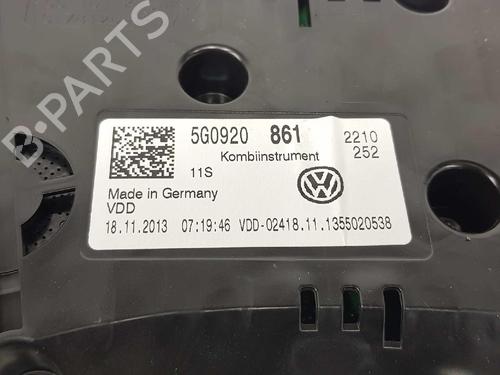 5G0920 861 2210
Kombiinstrument 252
11S
Made in Germany
VDD
18.11.2013 07:19:46 VDD-02418.11.1355020538
B-PARTS